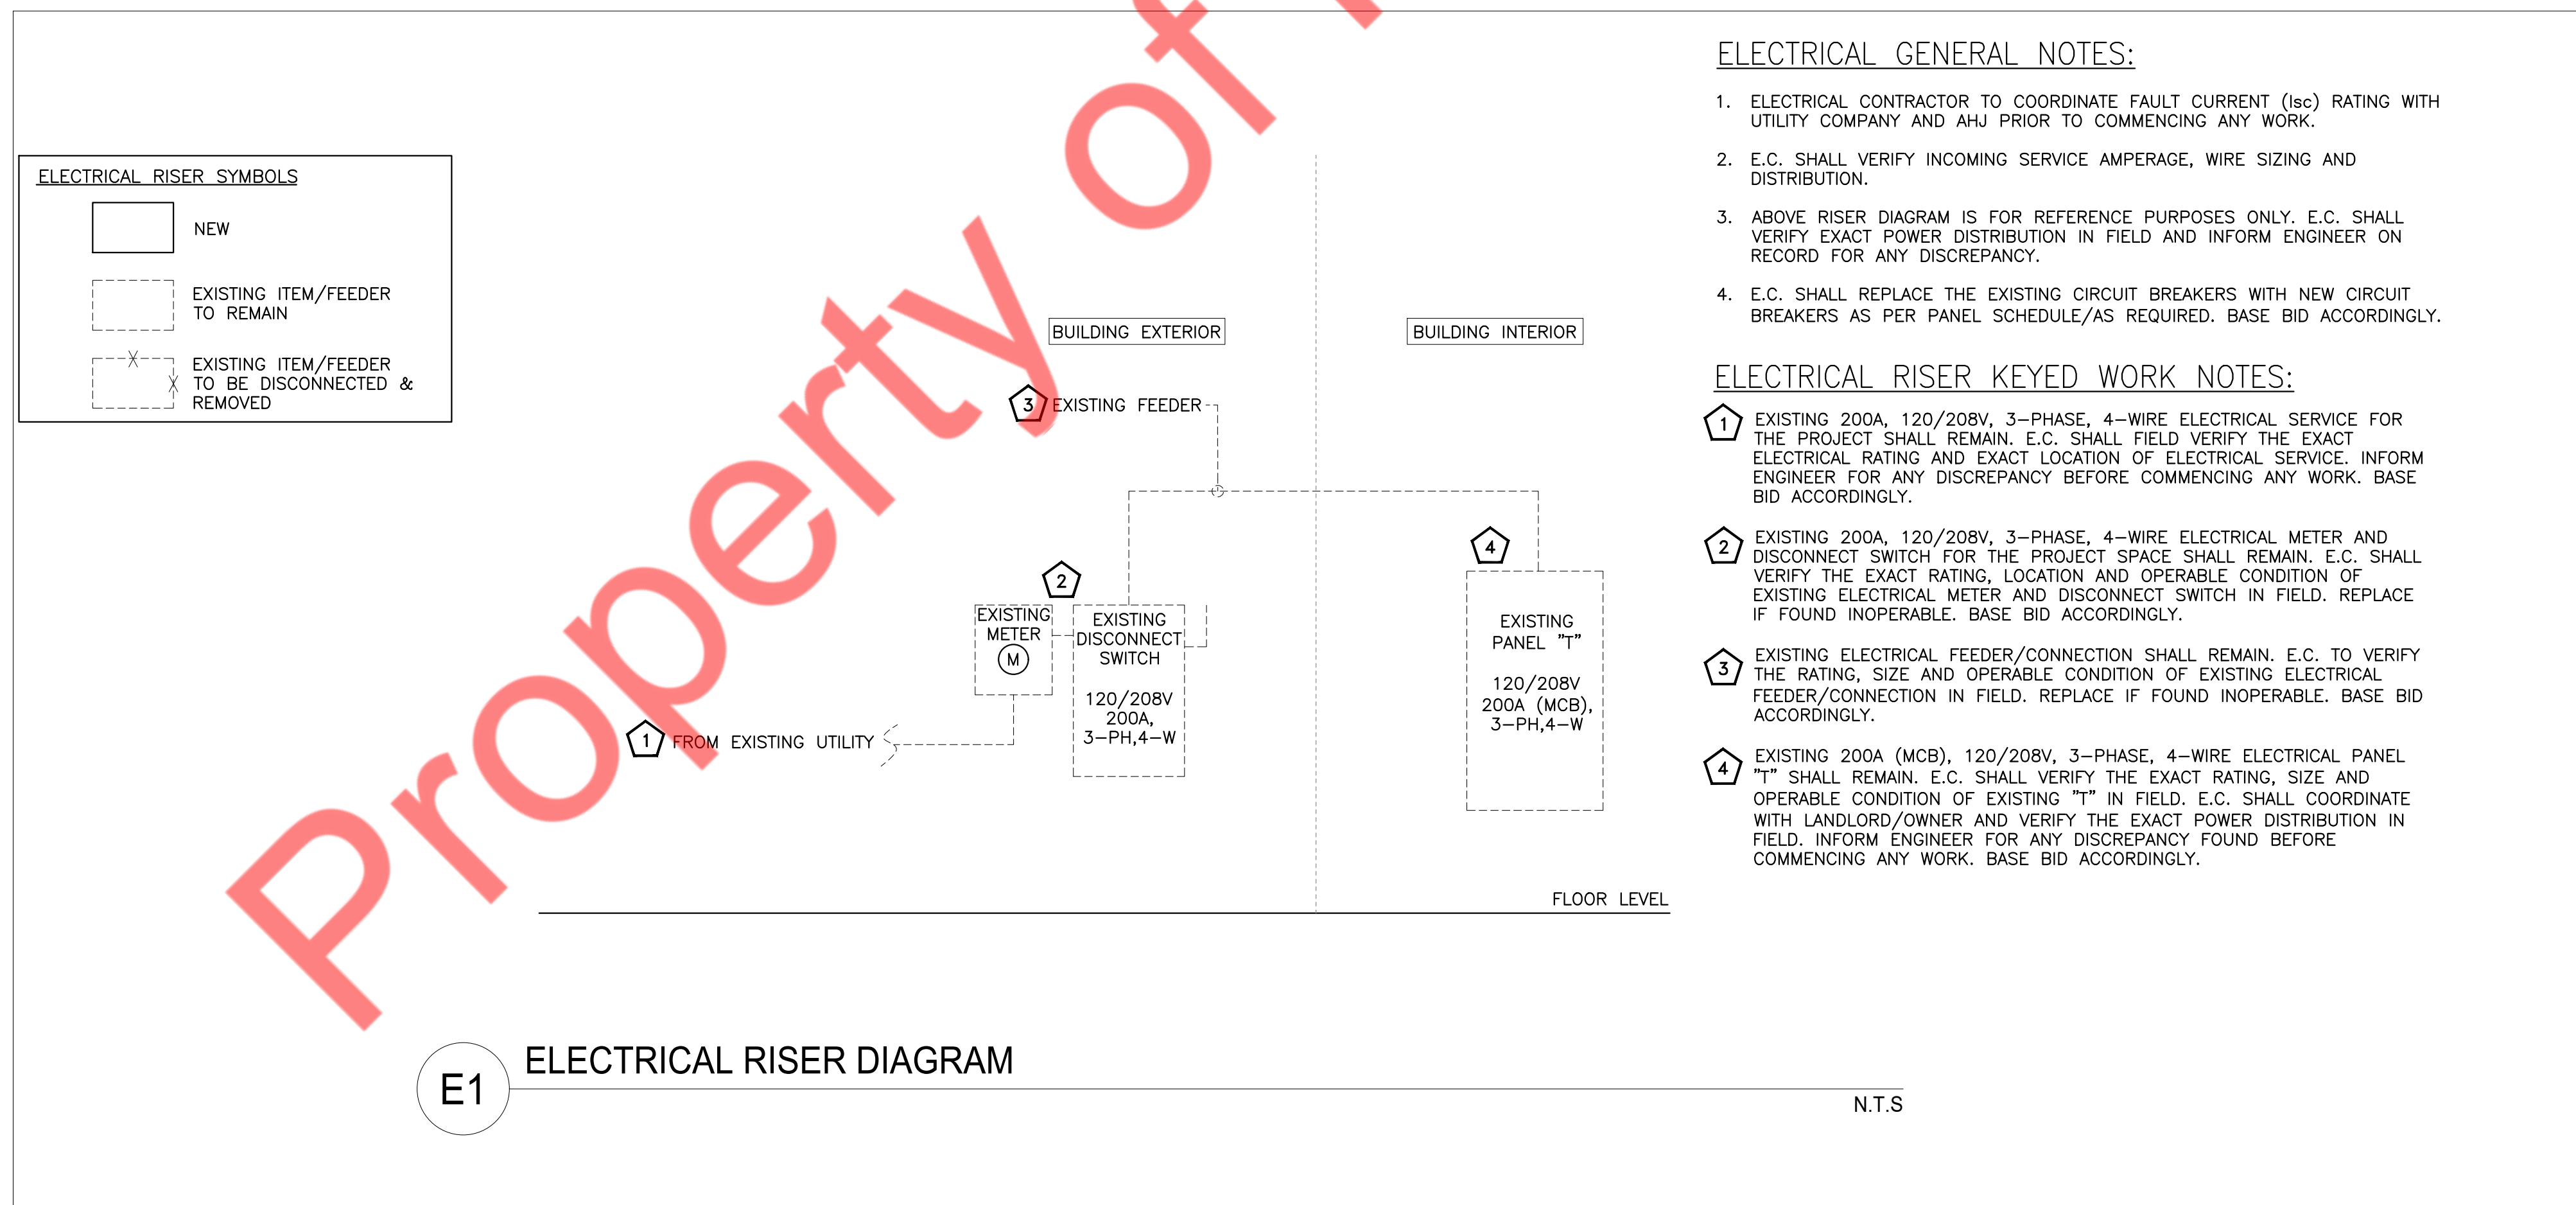 Property of
ELECTRICAL RISER SYMBOLS
NEW
EXISTING ITEM/FEEDER
TO REMAIN
EXISTING ITEM/FEEDER
TO BE DISCONNECTED &
REMOVED
BUILDING EXTERIOR
BUILDING INTERIOR
3 EXISTING FEEDER
4
2
EXISTING
METER
M
EXISTING
DISCONNECT
SWITCH
120/208V
200A,
3-PH,4-W
EXISTING
PANEL "T"
120/208V
200A (MCB),
3-PH,4-W
1 FROM EXISTING UTILITY
FLOOR LEVEL
E1
ELECTRICAL RISER DIAGRAM
N.T.S
ELECTRICAL GENERAL NOTES:
1. ELECTRICAL CONTRACTOR TO COORDINATE FAULT CURRENT (Isc) RATING WITH
UTILITY COMPANY AND AHJ PRIOR TO COMMENCING ANY WORK.
2. E.C. SHALL VERIFY INCOMING SERVICE AMPERAGE, WIRE SIZING AND
DISTRIBUTION.
3. ABOVE RISER DIAGRAM IS FOR REFERENCE PURPOSES ONLY. E.C. SHALL
VERIFY EXACT POWER DISTRIBUTION IN FIELD AND INFORM ENGINEER ON
RECORD FOR ANY DISCREPANCY.
4. E.C. SHALL REPLACE THE EXISTING CIRCUIT BREAKERS WITH NEW CIRCUIT
BREAKERS AS PER PANEL SCHEDULE/AS REQUIRED. BASE BID ACCORDINGLY.
ELECTRICAL RISER KEYED WORK NOTES:
1 EXISTING 200A, 120/208V, 3-PHASE, 4-WIRE ELECTRICAL SERVICE FOR
THE PROJECT SHALL REMAIN. E.C. SHALL FIELD VERIFY THE EXACT
ELECTRICAL RATING AND EXACT LOCATION OF ELECTRICAL SERVICE. INFORM
ENGINEER FOR ANY DISCREPANCY BEFORE COMMENCING ANY WORK. BASE
BID ACCORDINGLY.
2 EXISTING 200A, 120/208V, 3-PHASE, 4-WIRE ELECTRICAL METER AND
DISCONNECT SWITCH FOR THE PROJECT SPACE SHALL REMAIN. E.C. SHALL
VERIFY THE EXACT RATING, LOCATION AND OPERABLE CONDITION OF
EXISTING ELECTRICAL METER AND DISCONNECT SWITCH IN FIELD. REPLACE
IF FOUND INOPERABLE. BASE BID ACCORDINGLY.
3 EXISTING ELECTRICAL FEEDER/CONNECTION SHALL REMAIN. E.C. TO VERIFY
THE RATING, SIZE AND OPERABLE CONDITION OF EXISTING ELECTRICAL
FEEDER/CONNECTION IN FIELD. REPLACE IF FOUND INOPERABLE. BASE BID
ACCORDINGLY.
4 EXISTING 200A (MCB), 120/208V, 3-PHASE, 4-WIRE ELECTRICAL PANEL
"T" SHALL REMAIN. E.C. SHALL VERIFY THE EXACT RATING, SIZE AND
OPERABLE CONDITION OF EXISTING "T" IN FIELD. E.C. SHALL COORDINATE
WITH LANDLORD/OWNER AND VERIFY THE EXACT POWER DISTRIBUTION IN
FIELD. INFORM ENGINEER FOR ANY DISCREPANCY FOUND BEFORE
COMMENCING ANY WORK. BASE BID ACCORDINGLY.